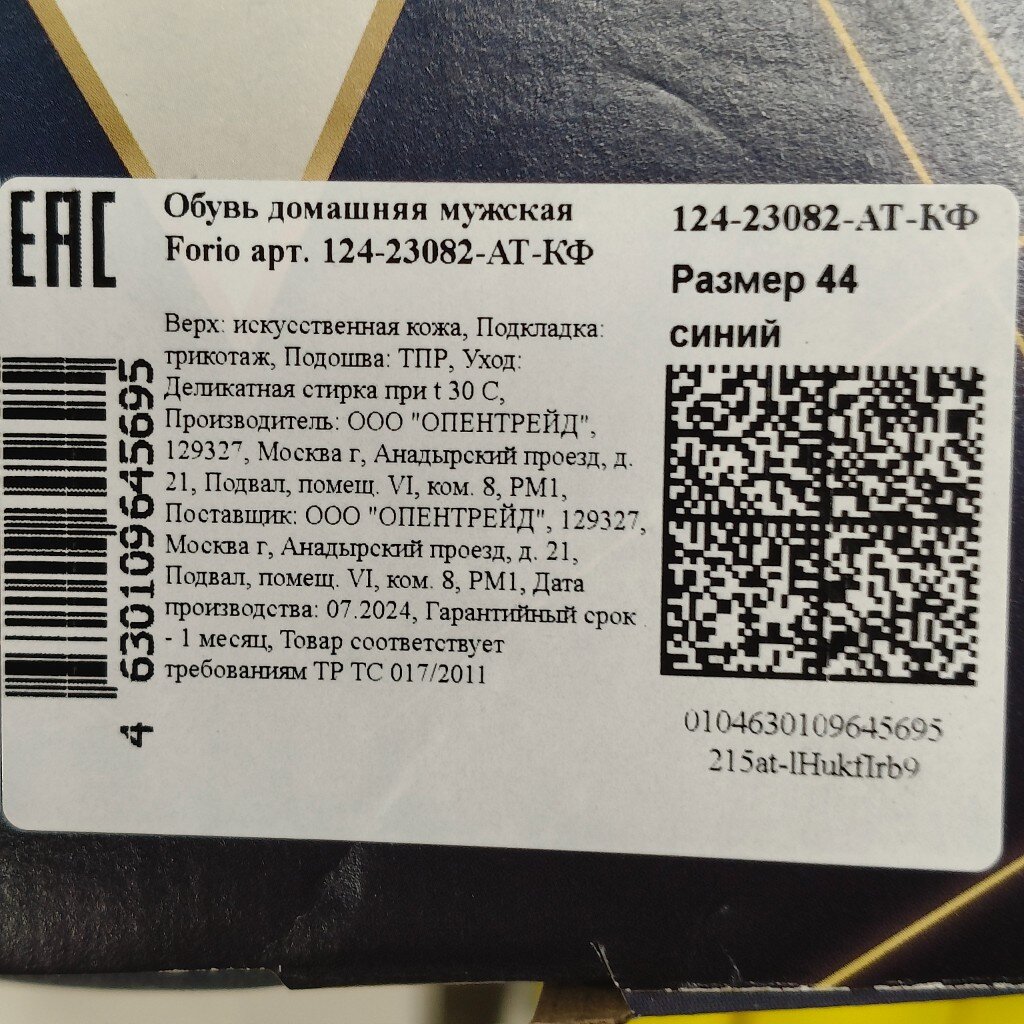 ЕАС
Обувь домашняя мужская
Forio арт. 124-23082-АТ-КФ
Верх: искусственная кожа, Подкладка:
трикотаж, Подошва: ТПР, Уход:
Деликатная стирка при t 30 С,
Производитель: ООО "ОПЕНТРЕЙД",
129327, Москва г, Анадырский проезд, д.
21, Подвал, помещ. VI, ком. 8, РМ1,
Поставщик: ООО "ОПЕНТРЕЙД", 129327,
Москва г, Анадырский проезд, д. 21,
Подвал, помещ. VI, ком. 8, РМ1, Дата
производства: 07.2024, Гарантийный срок
- 1 месяц, Товар соответствует
требованиям ТР ТС 017/2011
4 630109 645695
124-23082-АТ-КФ
Размер 44
синий
0104630109645695